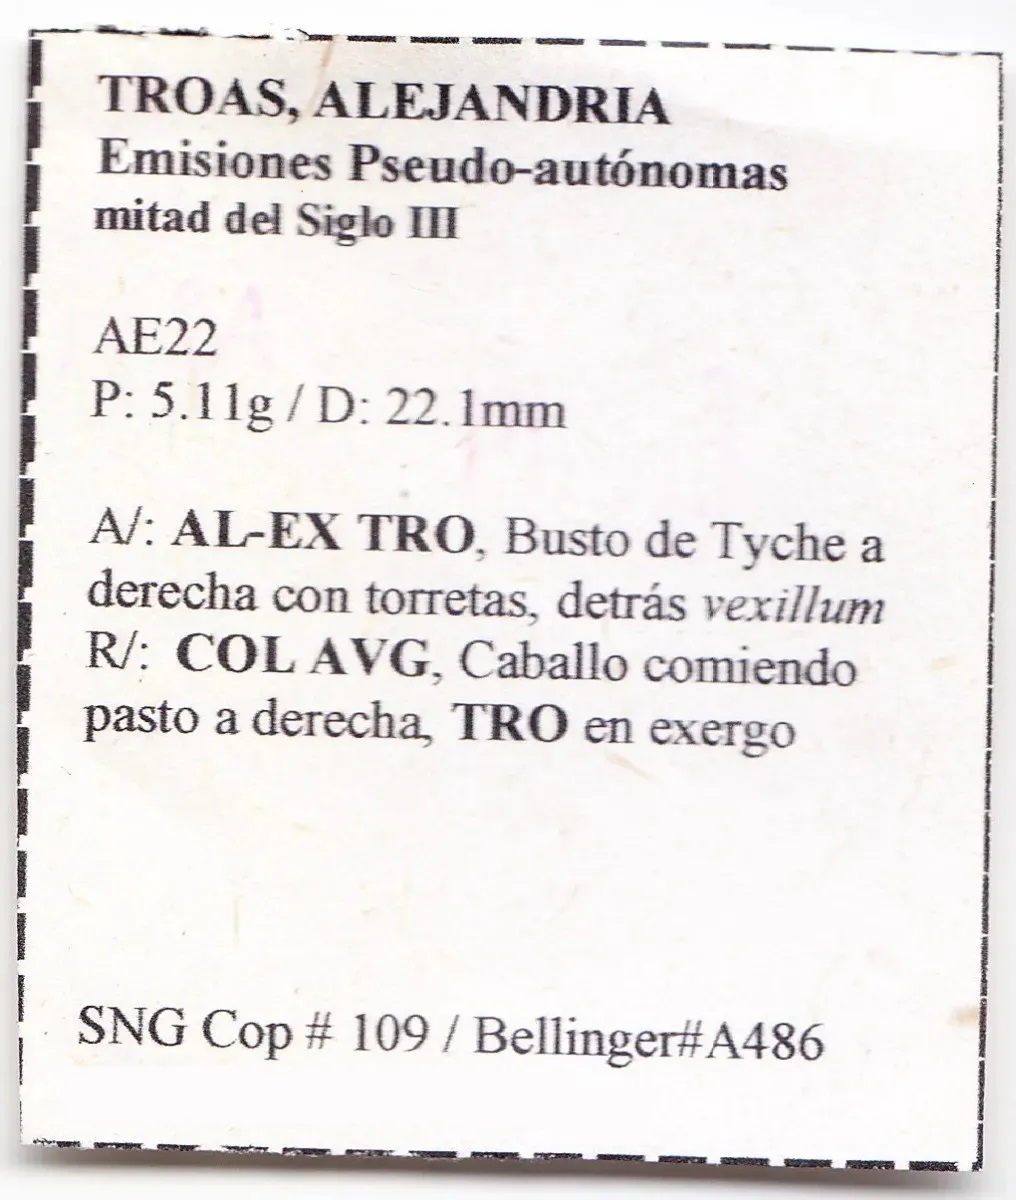 TROAS, ALEJANDRIA
Emisiones Pseudo-autónomas
mitad del Siglo III
AE22
P: 5.11g / D: 22.1mm
A/: AL-EX TRO, Busto de Tyche a
derecha con torretas, detrás vexillum
R/: COL AVG, Caballo comiendo
pasto a derecha, TRO en exergo
SNG Cop # 109 / Bellinger#A486